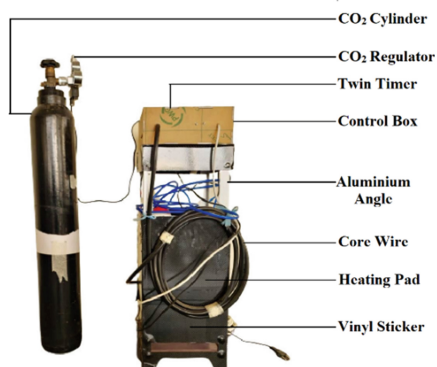 CO₂ Cylinder
CO₂ Regulator
Twin Timer
Control Box
Aluminium
Angle
Core Wire
Heating Pad
Vinyl Sticker